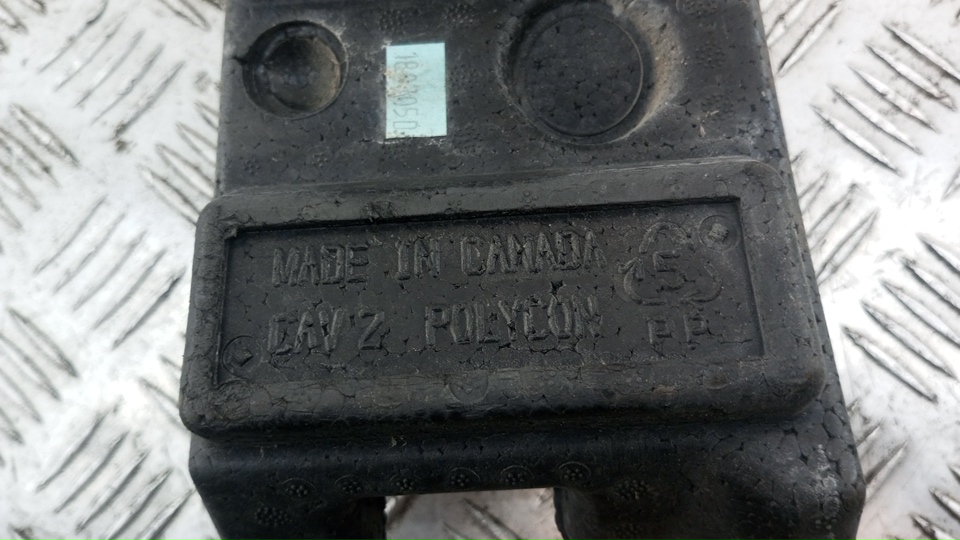 MADE IN CANADA
CAV 2 POLYCON
5
PP